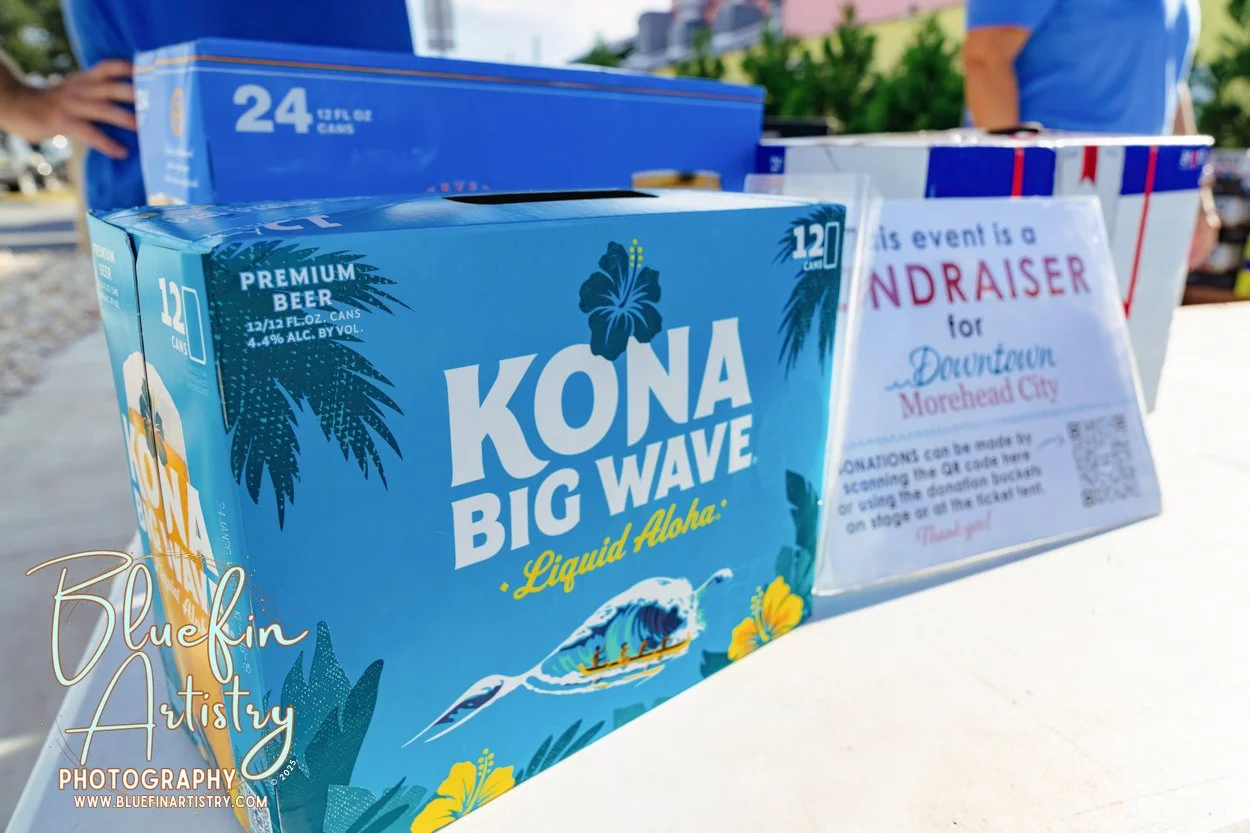 24 12 FL OZ
CANS
PREMIUM
BEER
12/12 FL.OZ. CANS
4.4% ALC. BY VOL.
12
CANS
12
CANS
KONA
BIG WAVE
Liquid Aloha
KONA
is event is a
NDRAISER
for
Downtown
Morehead City
ONATIONS can be made by
scanning the QR code here
or using the donation buckets
on stage or at the ticket tent.
Thank you!
Bluefin
Artistry
PHOTOGRAPHY
© 2025
WWW.BLUEFINARTISTRY.COM